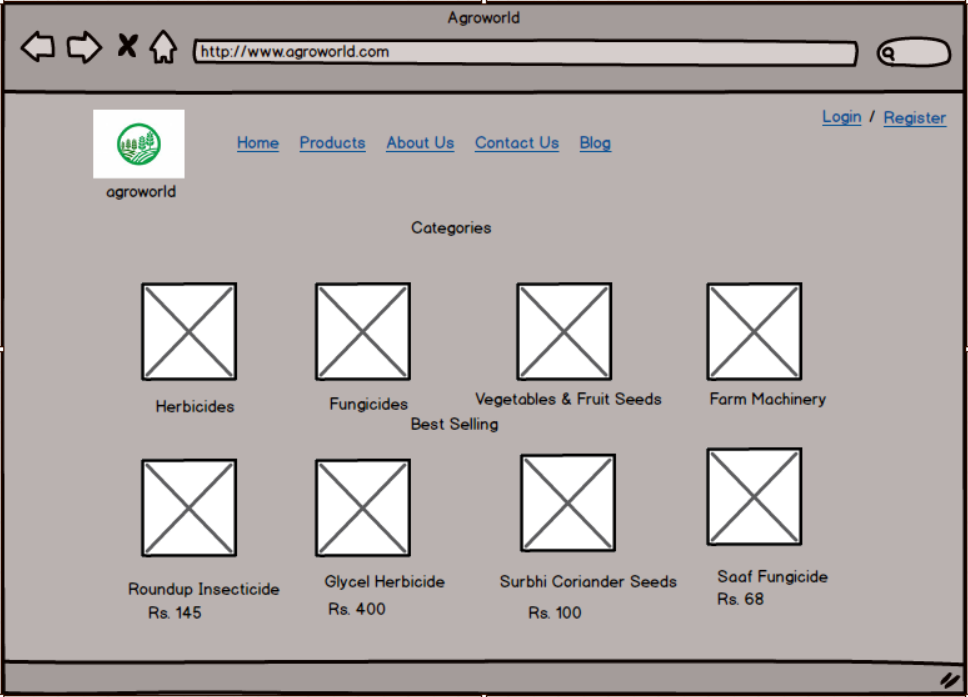 Agroworld
http://www.agroworld.com
Login / Register
Home Products About Us Contact Us Blog
agroworld
Categories
Herbicides Fungicides Vegetables & Fruit Seeds Farm Machinery
Best Selling
Roundup Insecticide Glycel Herbicide Surbhi Coriander Seeds Saaf Fungicide
Rs. 145 Rs. 400 Rs. 100 Rs. 68